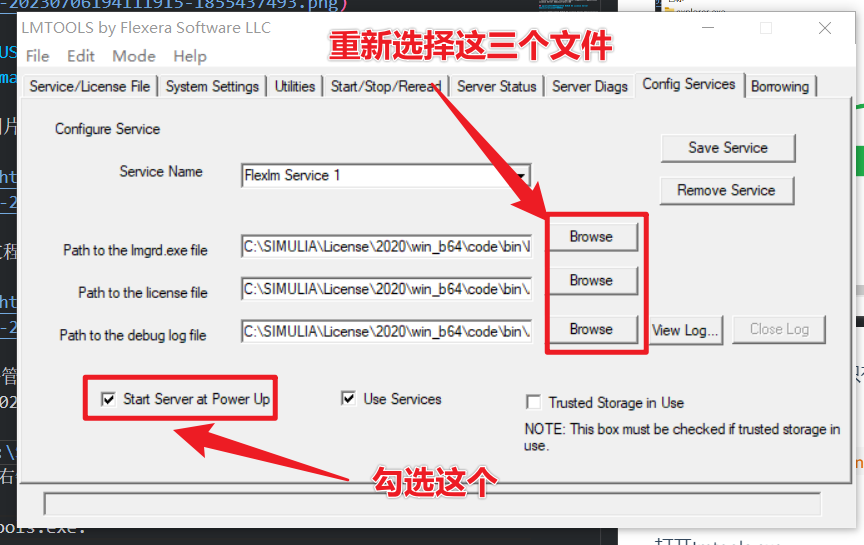 -20230706194111915-1855437493.png)
LMTOOLS by Flexera Software LLC
重新选择这三个文件
File Edit Mode Help
Service/License File System Settings Utilities Start/Stop/Reread Server Status Server Diags Config Services Borrowing
Configure Service
Save Service
Service Name
Flexlm Service 1
Remove Service
Path to the lmgrd.exe file
C:\SIMULIA\License\2020\win_b64\code\bin\
Browse
Path to the license file
C:\SIMULIA\License\2020\win_b64\code\bin\.
Browse
Path to the debug log file
C:\SIMULIA\License\2020\win_b64\code\bin\.
Browse
View Log...
Close Log
Start Server at Power Up
Use Services
Trusted Storage in Use
NOTE: This box must be checked if trusted storage in
use.
勾选这个
ools.exe.